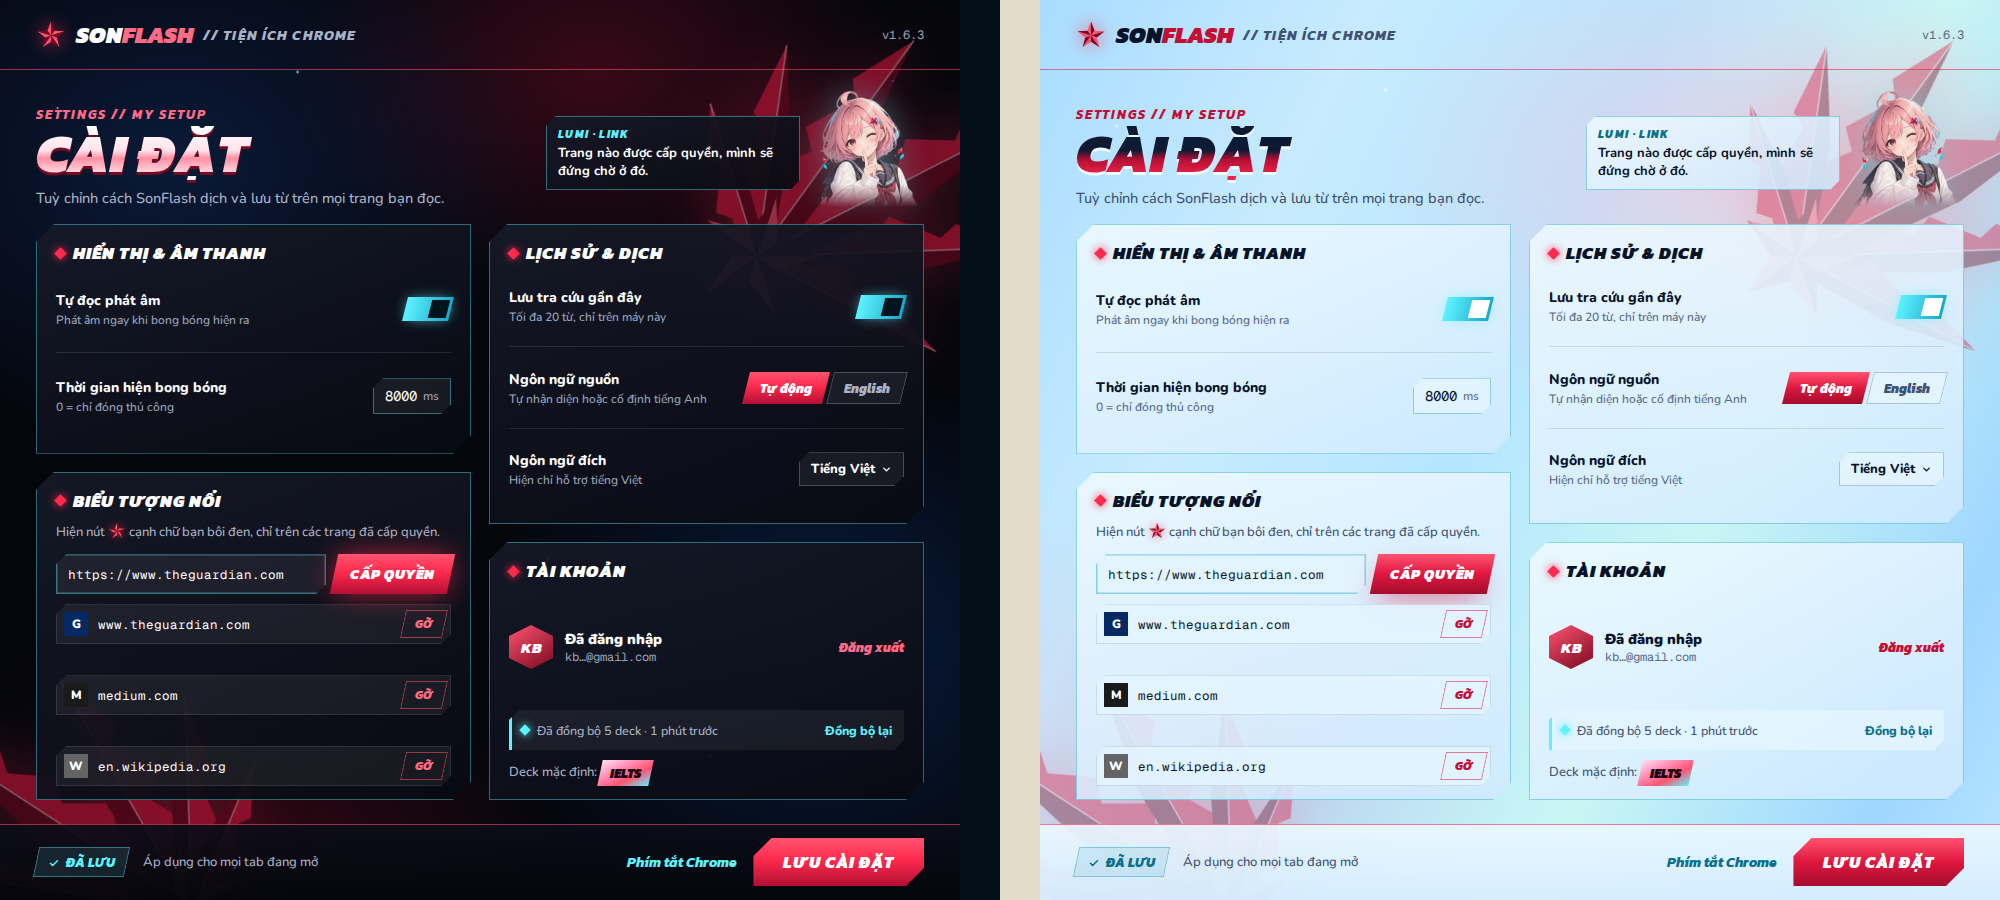 SONFLASH // TIỆN ÍCH CHROME
v1.6.3
SETTINGS // MY SETUP
CÀI ĐẶT
Tuỳ chỉnh cách SonFlash dịch và lưu từ trên mọi trang bạn đọc.
LUMI · LINK
Trang nào được cấp quyền, mình sẽ
đứng chờ ở đó.
HIỂN THỊ & ÂM THANH
Tự đọc phát âm
Phát âm ngay khi bong bóng hiện ra
Thời gian hiện bong bóng
0 = chỉ đóng thủ công
8000 ms
BIỂU TƯỢNG NỔI
Hiện nút cạnh chữ bạn bôi đen, chỉ trên các trang đã cấp quyền.
https://www.theguardian.com
CẤP QUYỀN
G www.theguardian.com GỠ
M medium.com GỠ
W en.wikipedia.org GỠ
LỊCH SỬ & DỊCH
Lưu tra cứu gần đây
Tối đa 20 từ, chỉ trên máy này
Ngôn ngữ nguồn
Tự nhận diện hoặc cố định tiếng Anh
Tự động English
Ngôn ngữ đích
Hiện chỉ hỗ trợ tiếng Việt
Tiếng Việt
TÀI KHOẢN
KB
Đã đăng nhập
kb…@gmail.com
Đăng xuất
Đã đồng bộ 5 deck · 1 phút trước
Đồng bộ lại
Deck mặc định: IELTS
ĐÃ LƯU
Áp dụng cho mọi tab đang mở
Phím tắt Chrome
LƯU CÀI ĐẶT
SONFLASH // TIỆN ÍCH CHROME
v1.6.3
SETTINGS // MY SETUP
CÀI ĐẶT
Tuỳ chỉnh cách SonFlash dịch và lưu từ trên mọi trang bạn đọc.
LUMI · LINK
Trang nào được cấp quyền, mình sẽ
đứng chờ ở đó.
HIỂN THỊ & ÂM THANH
Tự đọc phát âm
Phát âm ngay khi bong bóng hiện ra
Thời gian hiện bong bóng
0 = chỉ đóng thủ công
8000 ms
BIỂU TƯỢNG NỔI
Hiện nút cạnh chữ bạn bôi đen, chỉ trên các trang đã cấp quyền.
https://www.theguardian.com
CẤP QUYỀN
G www.theguardian.com GỠ
M medium.com GỠ
W en.wikipedia.org GỠ
LỊCH SỬ & DỊCH
Lưu tra cứu gần đây
Tối đa 20 từ, chỉ trên máy này
Ngôn ngữ nguồn
Tự nhận diện hoặc cố định tiếng Anh
Tự động English
Ngôn ngữ đích
Hiện chỉ hỗ trợ tiếng Việt
Tiếng Việt
TÀI KHOẢN
KB
Đã đăng nhập
kb…@gmail.com
Đăng xuất
Đã đồng bộ 5 deck · 1 phút trước
Đồng bộ lại
Deck mặc định: IELTS
ĐÃ LƯU
Áp dụng cho mọi tab đang mở
Phím tắt Chrome
LƯU CÀI ĐẶT